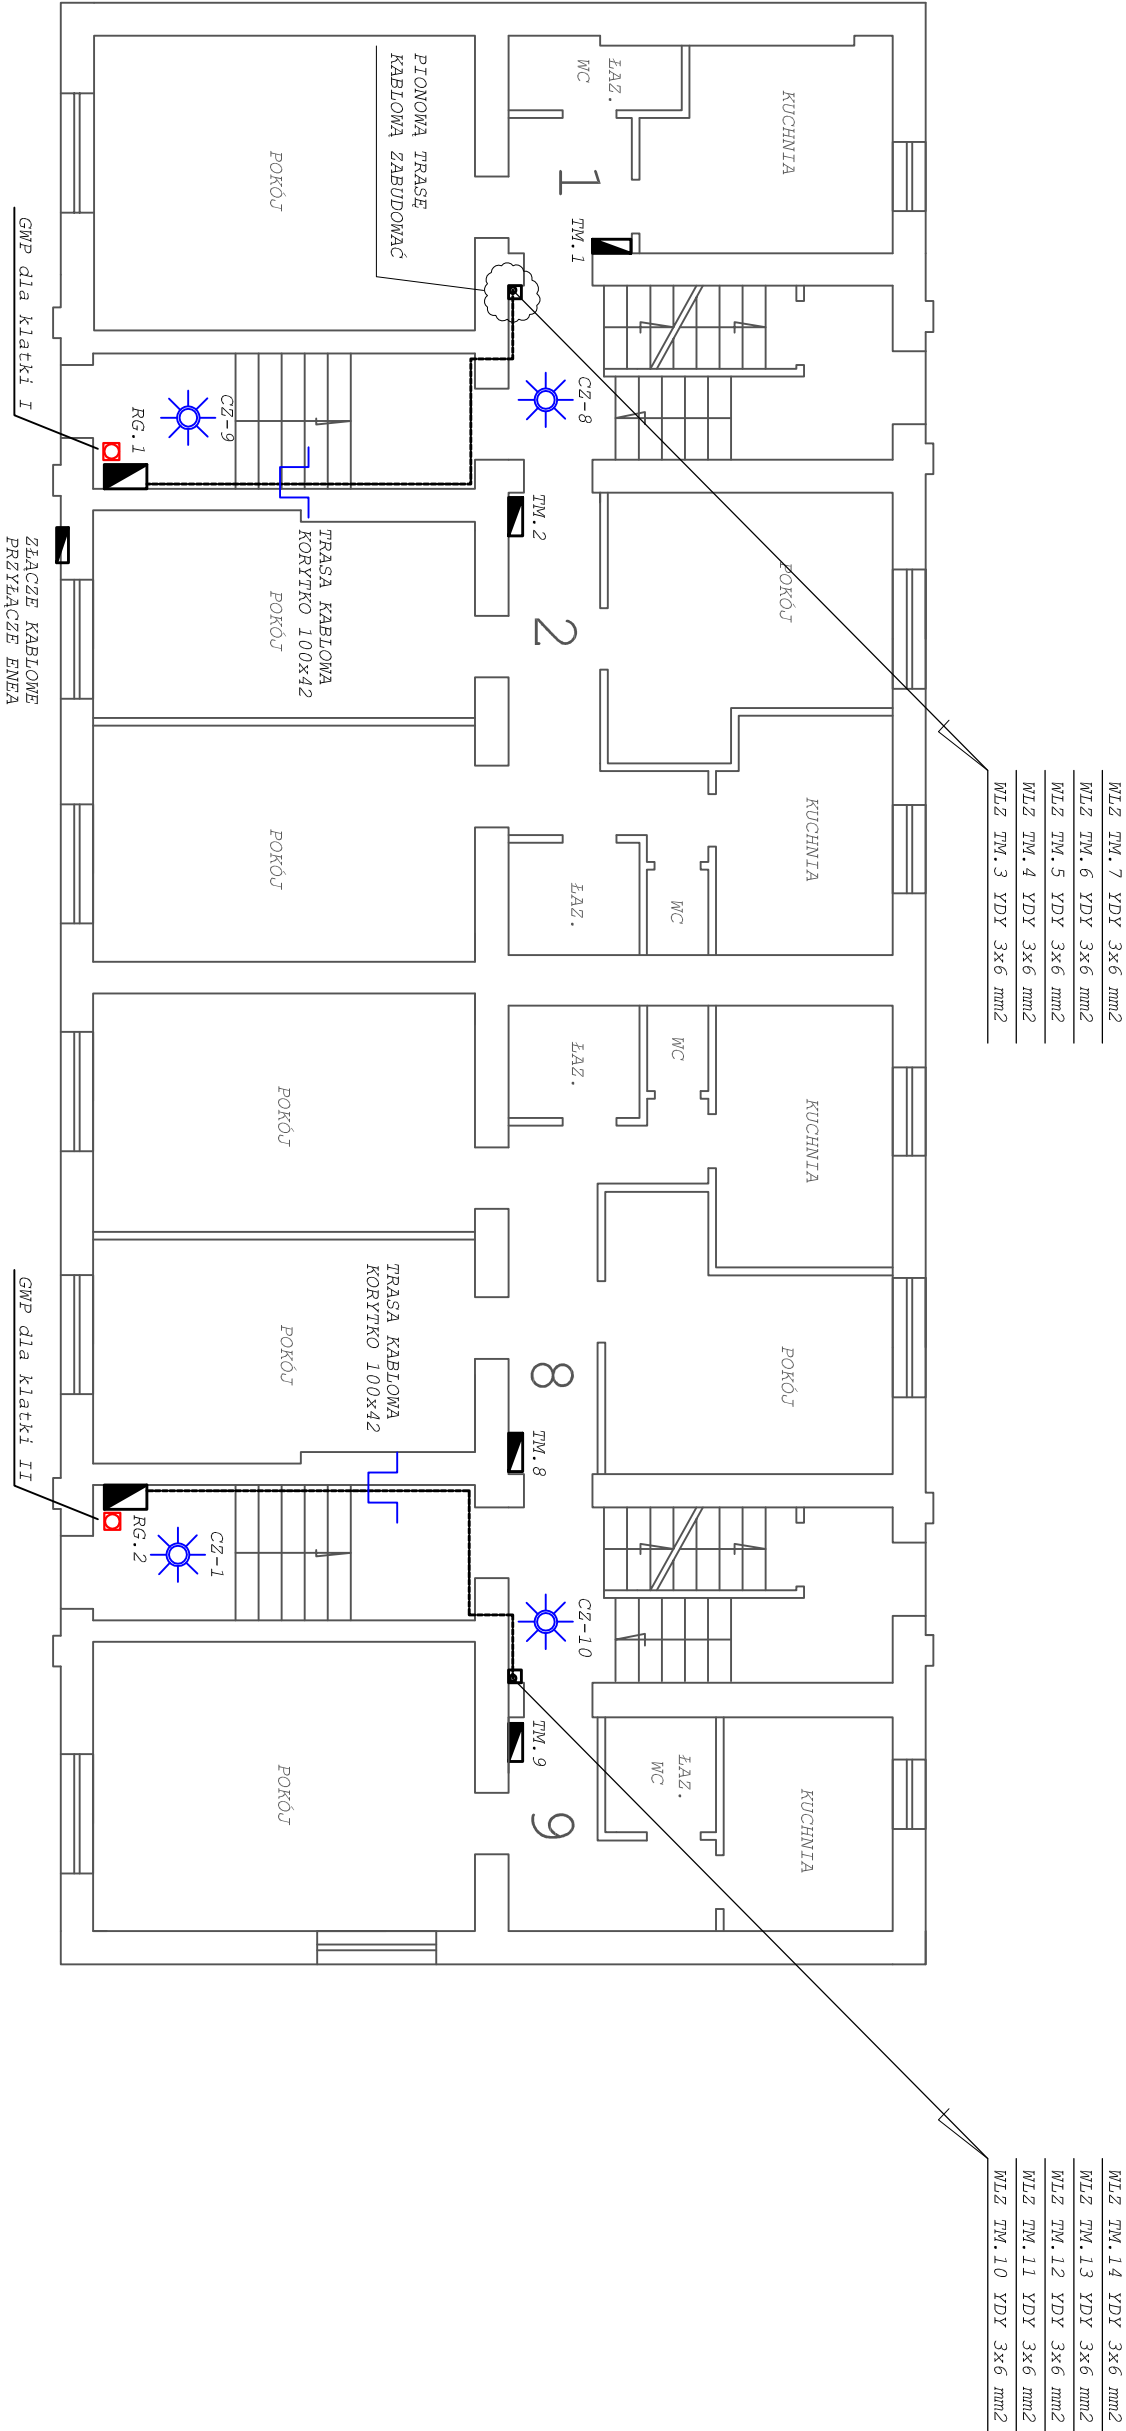 WLZ TM.7 YDY 3x6 mm2
WLZ TM.6 YDY 3x6 mm2
WLZ TM.5 YDY 3x6 mm2
WLZ TM.4 YDY 3x6 mm2
WLZ TM.3 YDY 3x6 mm2
WLZ TM.14 YDY 3x6 mm2
WLZ TM.13 YDY 3x6 mm2
WLZ TM.12 YDY 3x6 mm2
WLZ TM.11 YDY 3x6 mm2
WLZ TM.10 YDY 3x6 mm2
KUCHNIA
POKÓJ
KUCHNIA
KUCHNIA
POKÓJ
KUCHNIA
ŁAZ.
WC
WC
WC
ŁAZ.
WC
1
TM.1
CZ-8
TM.2
2
ŁAZ.
ŁAZ.
8
TM.8
CZ-10
TM.9
9
PIONOWĄ TRASĘ
KABLOWĄ ZABUDOWAĆ
TRASA KABLOWA
KORYTKO 100x42
TRASA KABLOWA
KORYTKO 100x42
POKÓJ
POKÓJ
POKÓJ
POKÓJ
POKÓJ
POKÓJ
CZ-9
RG.1
CZ-1
RG.2
GWP dla klatki I
ZŁĄCZE KABLOWE
PRZYŁĄCZE ENEA
GWP dla klatki II